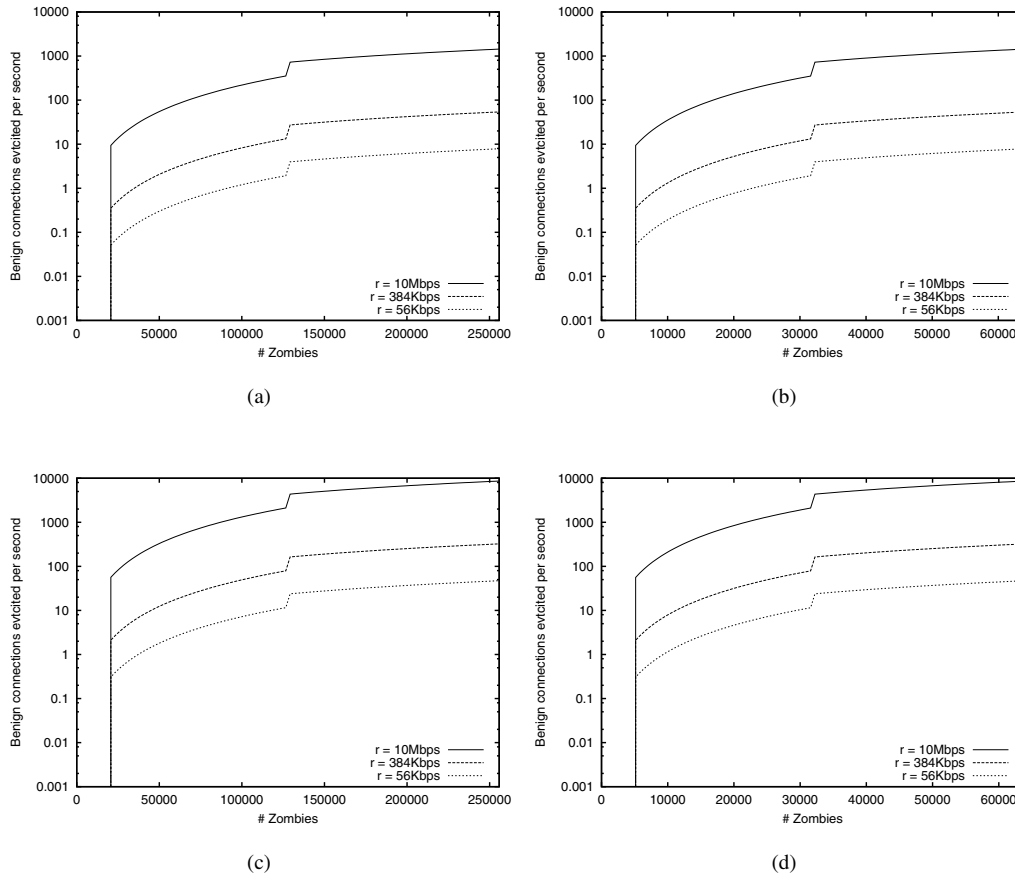 10000
1000
100
10
1
0.1
0.01
0.001
Benign connections evtcited per second
r = 10Mbps
r = 384Kbps
r = 56Kbps
0 50000 100000 150000 200000 250000
# Zombies
(a)
10000
1000
100
10
1
0.1
0.01
0.001
Benign connections evtcited per second
r = 10Mbps
r = 384Kbps
r = 56Kbps
0 10000 20000 30000 40000 50000 60000
# Zombies
(b)
10000
1000
100
10
1
0.1
0.01
0.001
Benign connections evtcited per second
r = 10Mbps
r = 384Kbps
r = 56Kbps
0 50000 100000 150000 200000 250000
# Zombies
(c)
10000
1000
100
10
1
0.1
0.01
0.001
Benign connections evtcited per second
r = 10Mbps
r = 384Kbps
r = 56Kbps
0 10000 20000 30000 40000 50000 60000
# Zombies
(d)